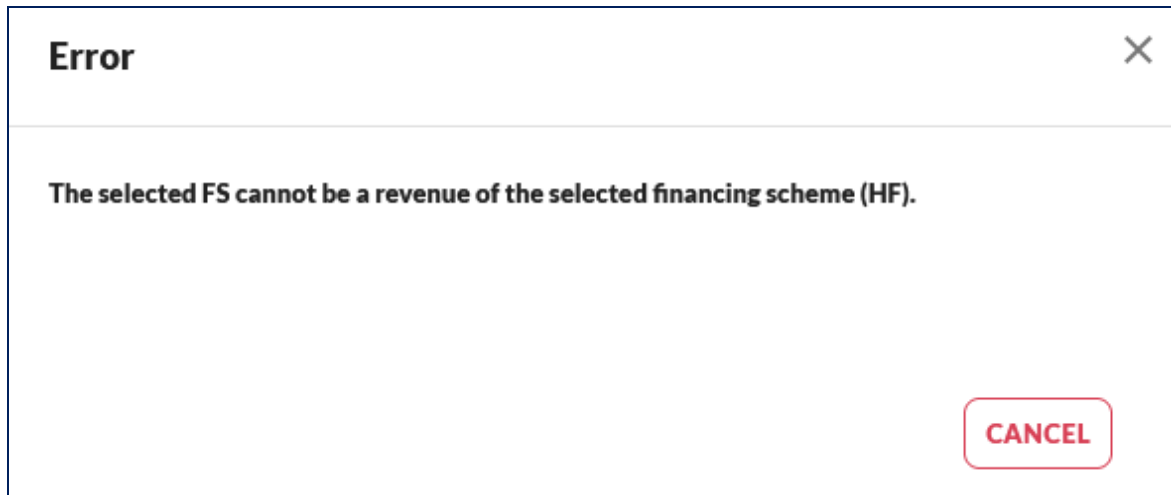 Error
The selected FS cannot be a revenue of the selected financing scheme (HF).
CANCEL